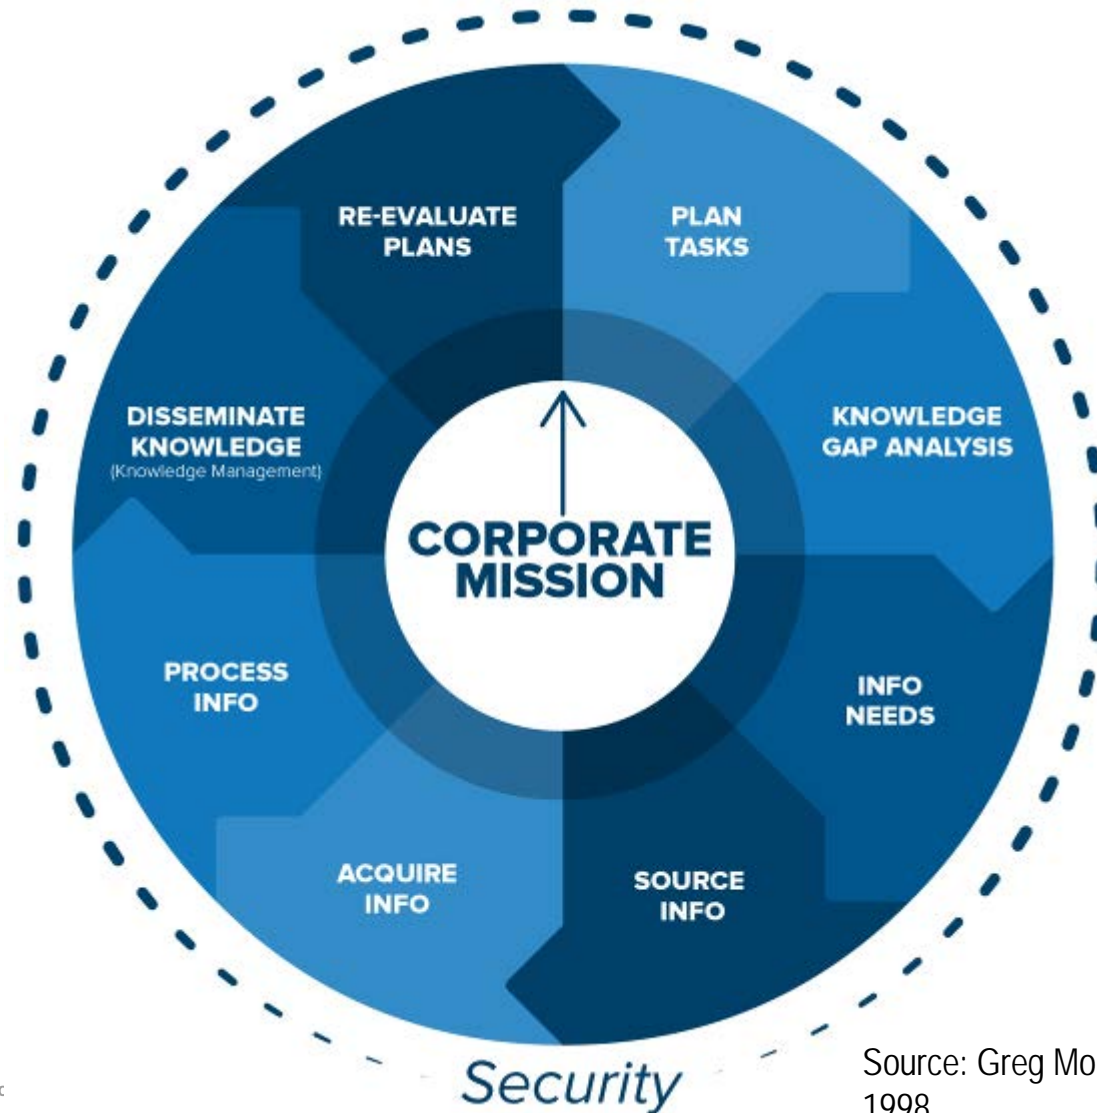 RE-EVALUATE
PLANS
PLAN
TASKS
KNOWLEDGE
GAP ANALYSIS
INFO
NEEDS
SOURCE
INFO
ACQUIRE
INFO
PROCESS
INFO
DISSEMINATE
KNOWLEDGE
(Knowledge Management)
CORPORATE
MISSION
Security
Source: Greg
1998